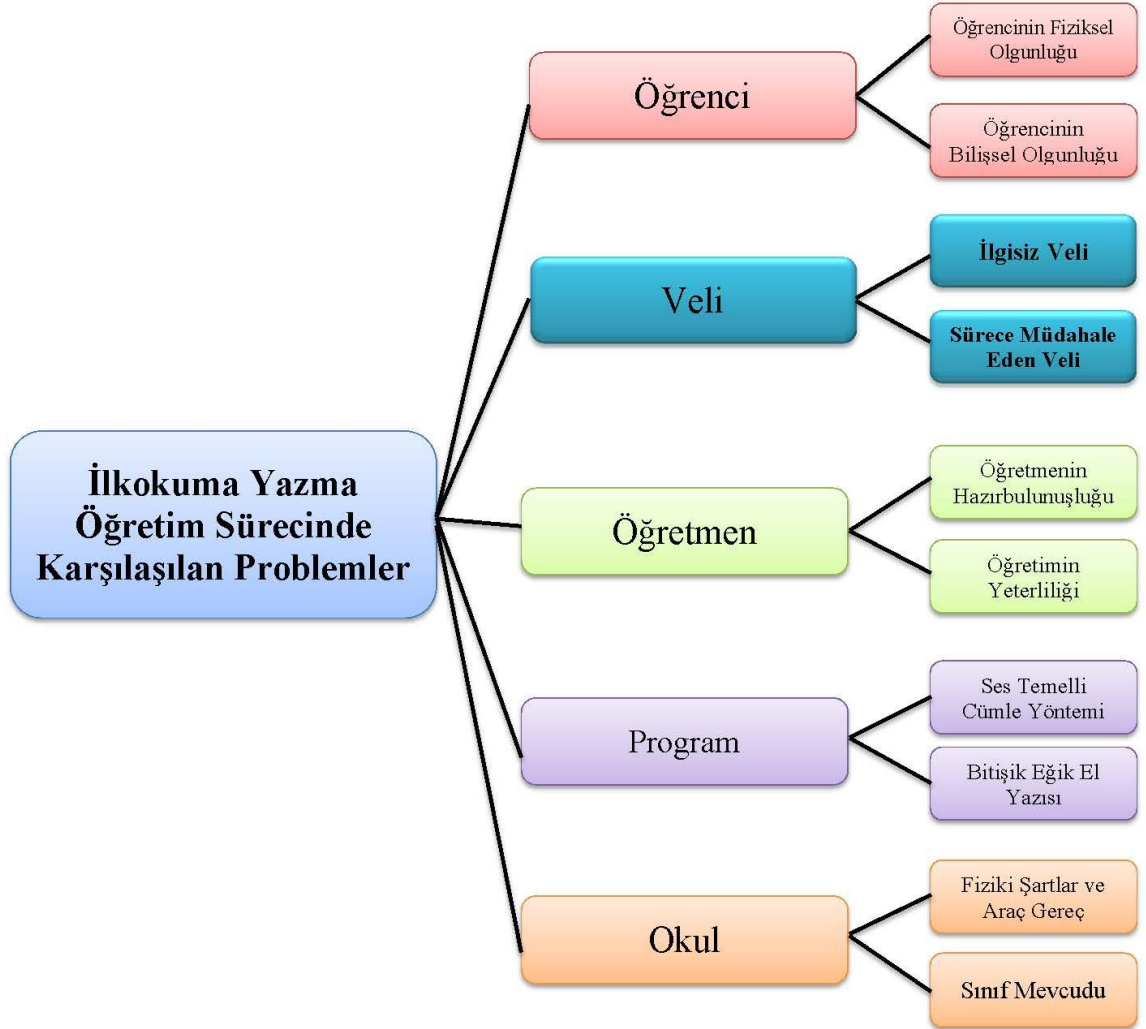 Öğrencinin Fiziksel
Olgunluğu
Öğrenci
Öğrencinin
Bilişsel Olgunluğu
İlgisiz Veli
Veli
Sürece Müdahale
Eden Veli
İlkokuma Yazma
Öğretim Sürecinde
Karşılaşılan Problemler
Öğretmenin
Hazırbulunuşluğu
Öğretmen
Öğretimin
Yeterliliği
Ses Temelli
Cümle Yöntemi
Program
Bitişik Eğik El
Yazısı
Fiziki Şartlar ve
Araç Gereç
Okul
Sınıf Mevcudu